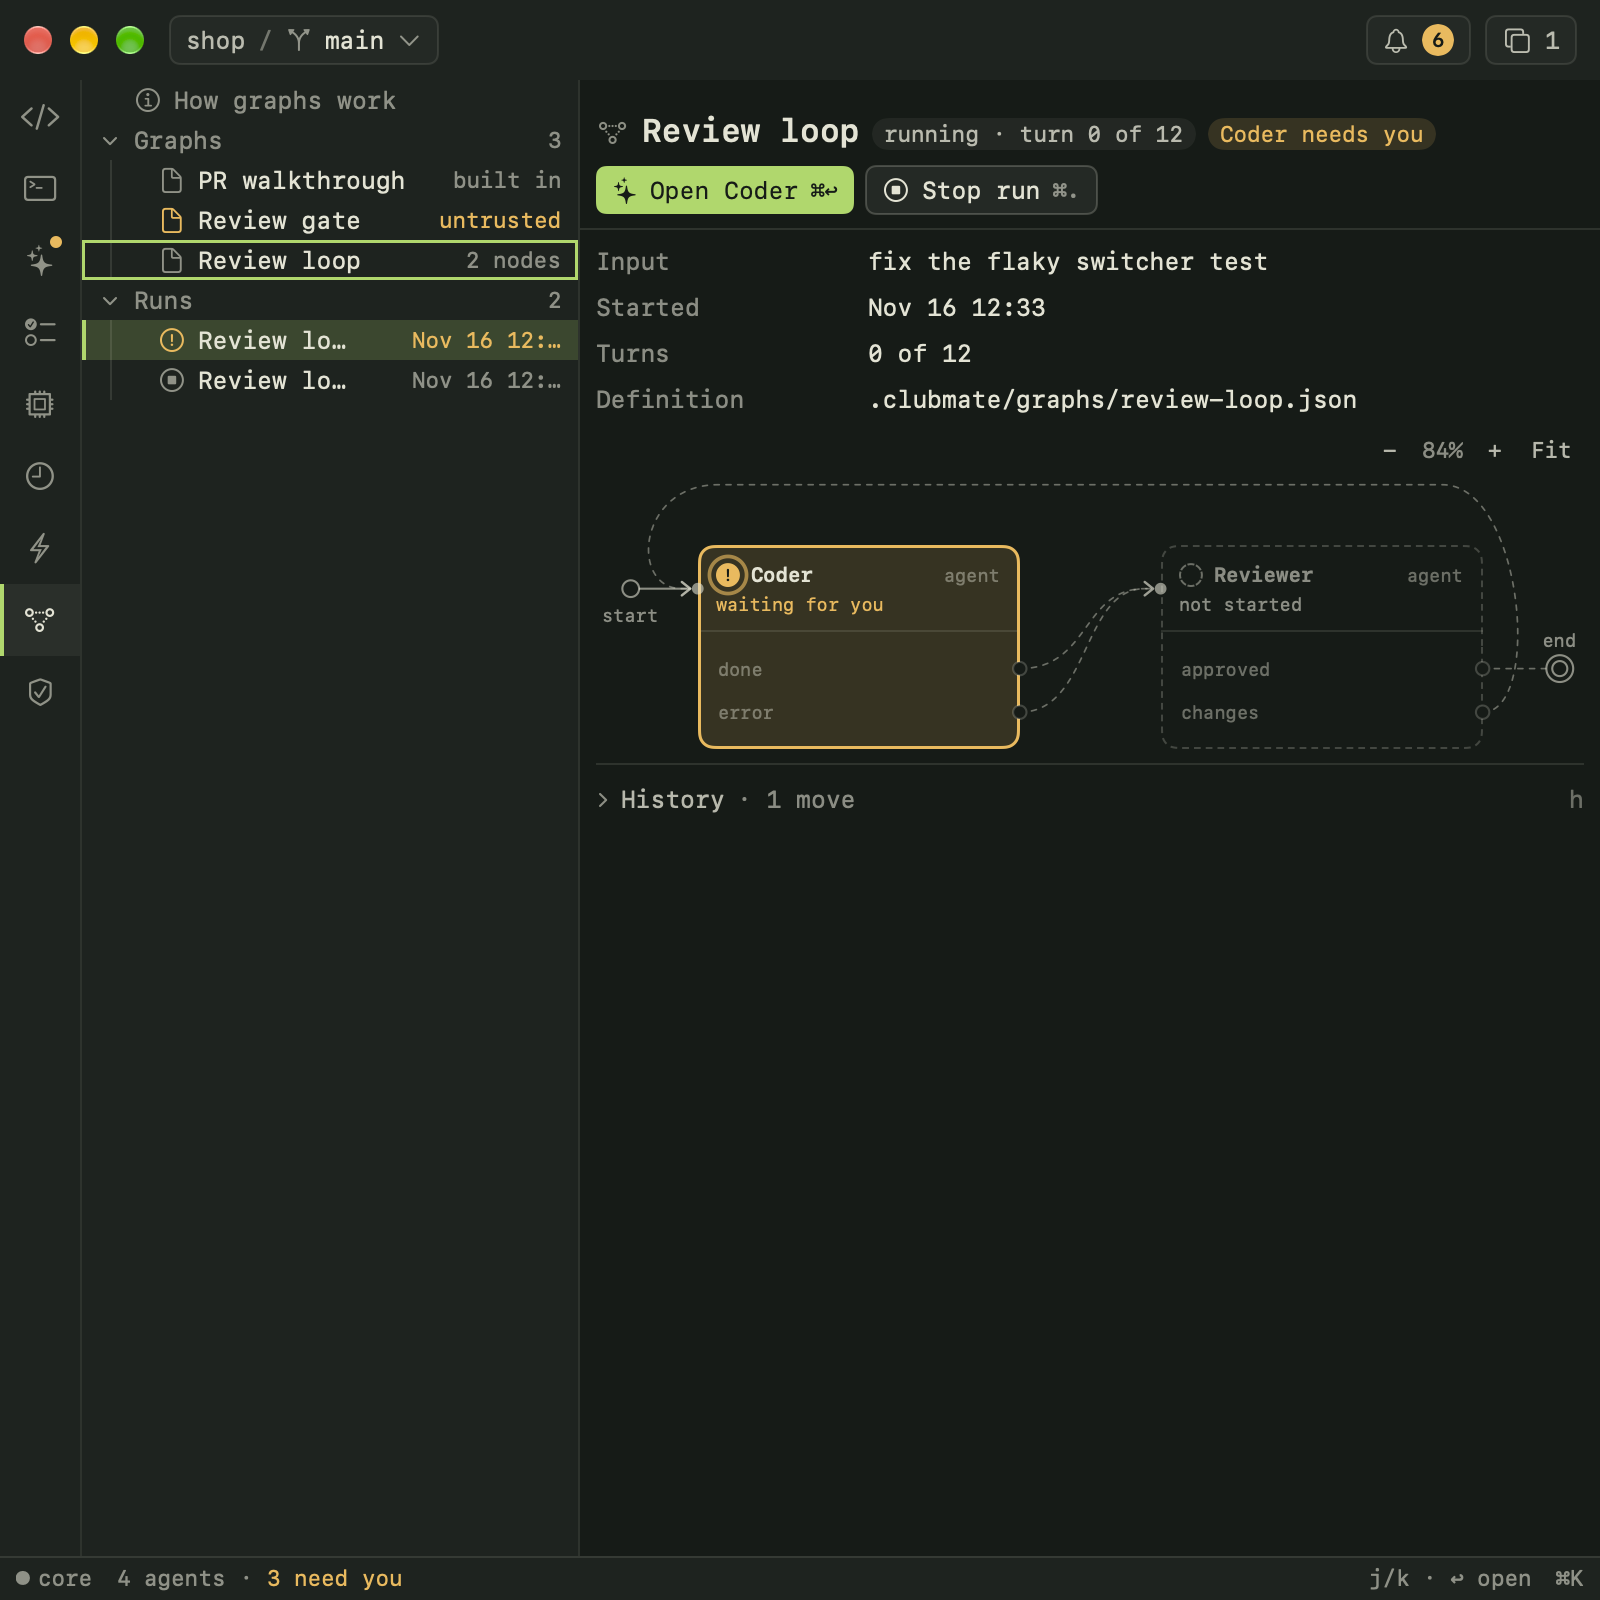 shop / main
6
1
How graphs work
Graphs 3
PR walkthrough built in
Review gate untrusted
Review loop 2 nodes
Runs 2
Review lo… Nov 16 12:…
Review lo… Nov 16 12:…
Review loop running · turn 0 of 12 Coder needs you
Open Coder ⌘↩ Stop run ⌘.
Input fix the flaky switcher test
Started Nov 16 12:33
Turns 0 of 12
Definition .clubmate/graphs/review-loop.json
− 84% + Fit
start
Coder agent
waiting for you
done
error
Reviewer agent
not started
approved
changes
end
History · 1 move h
core 4 agents · 3 need you
j/k · ↩ open ⌘K